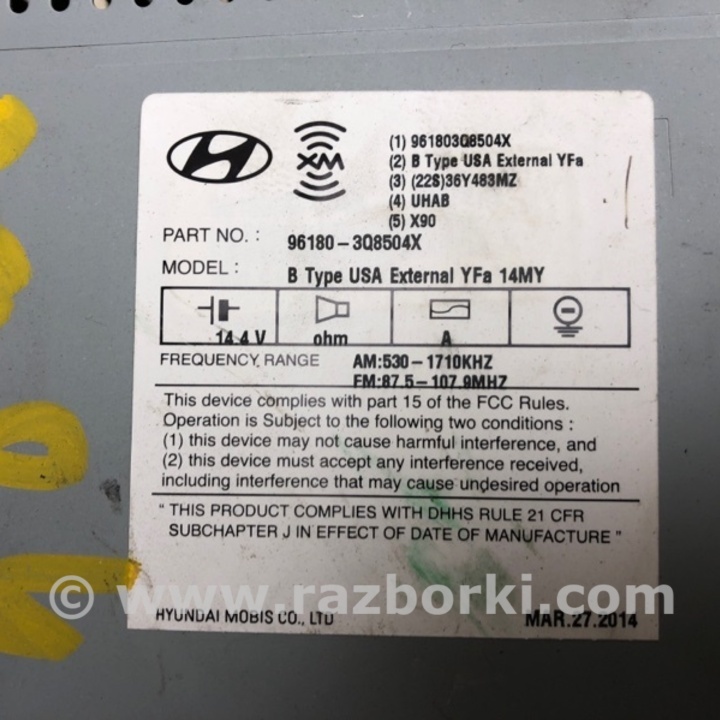 XM
(1) 961803Q8504X
(2) B Type USA External YFa
(3) (22S)36Y483MZ
(4) UHAB
(5) X90
PART NO. : 96180-3Q8504X
MODEL : B Type USA External YFa 14MY
14.4 V ohm A
FREQUENCY RANGE AM:530-1710KHZ
FM:87.5-107.9MHZ
This device complies with part 15 of the FCC Rules.
Operation is Subject to the following two conditions :
(1) this device may not cause harmful interference, and
(2) this device must accept any interference received,
including interference that may cause undesired operation
" THIS PRODUCT COMPLIES WITH DHHS RULE 21 CFR
SUBCHAPTER J IN EFFECT OF DATE OF MANUFACTURE "
© www.razborki.com
HYUNDAI MOBIS CO., LTD MAR.27.2014